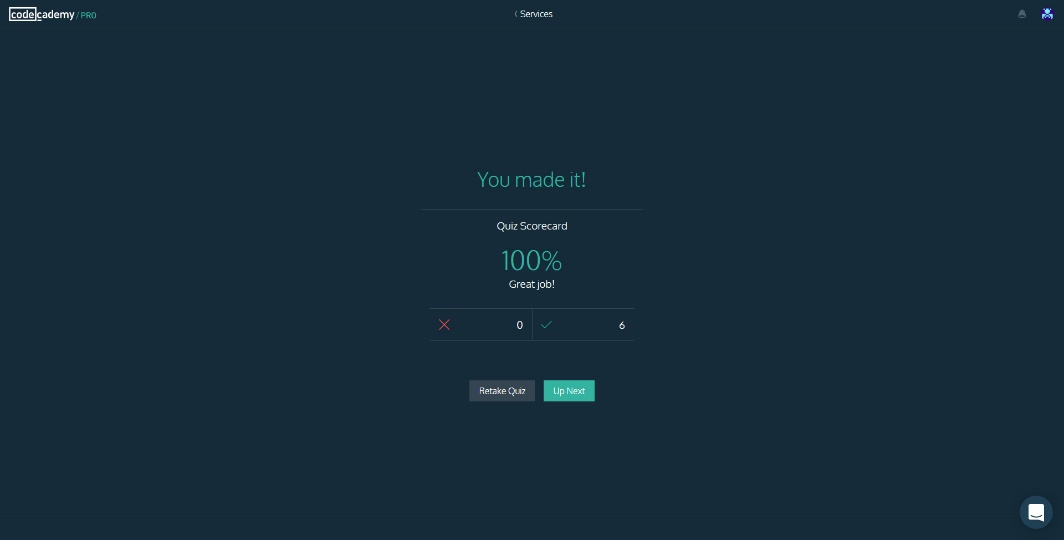 codecademy / PRO
Services
You made it!
Quiz Scorecard
100%
Great job!
0
6
Retake Quiz
Up Next